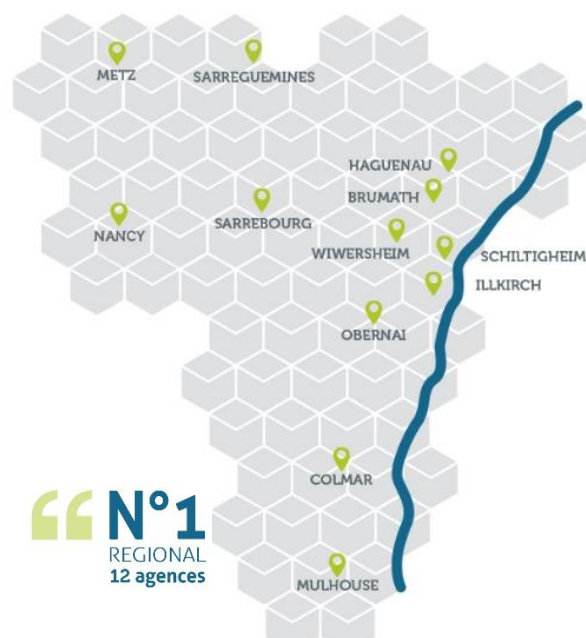 METZ
SARREGUEMINES
HAGUENAU
BRUMATH
SARREBOURG
NANCY
WIWERSHEIM
SCHILTIGHEIM
ILLKIRCH
OBERNAI
COLMAR
“ N°1
REGIONAL
12 agences
MULHOUSE